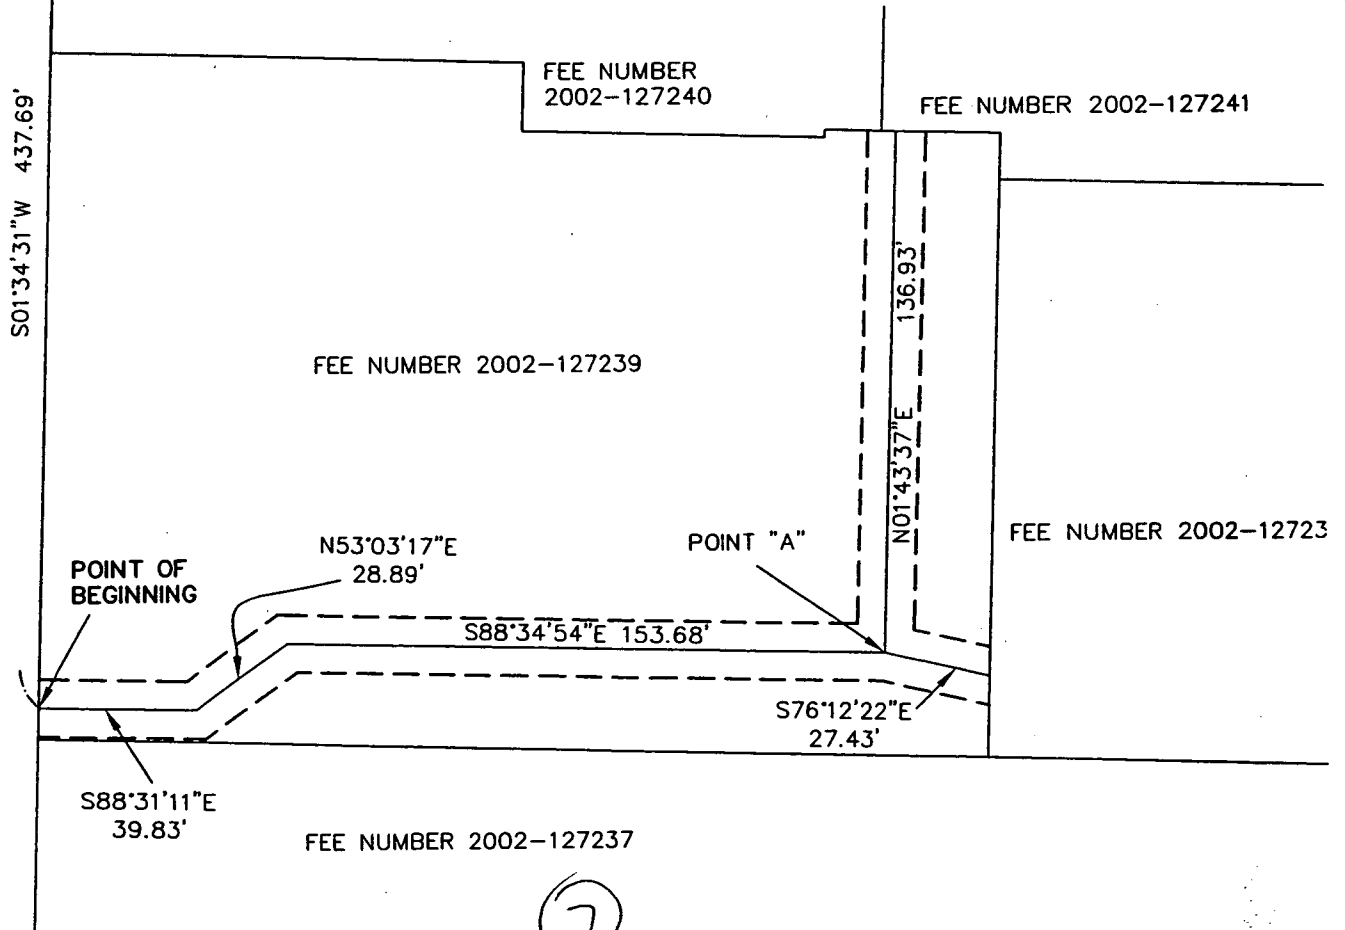 FEE NUMBER
2002-127240
FEE NUMBER 2002-127241
S01°34'31"W 437.69'
136.93'
N01°43'37"E
FEE NUMBER 2002-127239
N53°03'17"E
28.89'
POINT "A"
FEE NUMBER 2002-12723
POINT OF
BEGINNING
S88°34'54"E 153.68'
S76°12'22"E
27.43'
S88°31'11"E
39.83'
FEE NUMBER 2002-127237